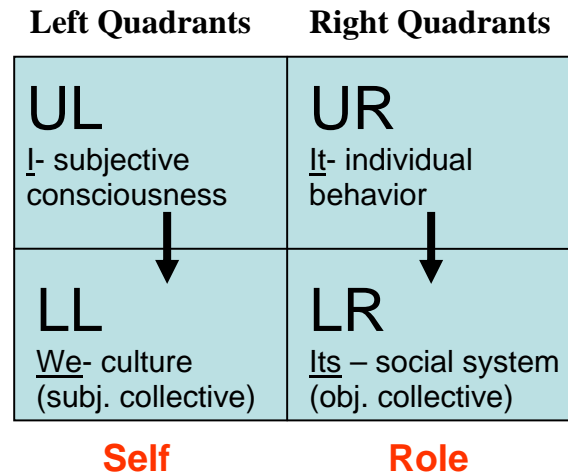 Left Quadrants Right Quadrants
UL
I- subjective
consciousness
UR
It- individual
behavior
LL
We- culture
(subj. collective)
LR
Its – social system
(obj. collective)
Self Role